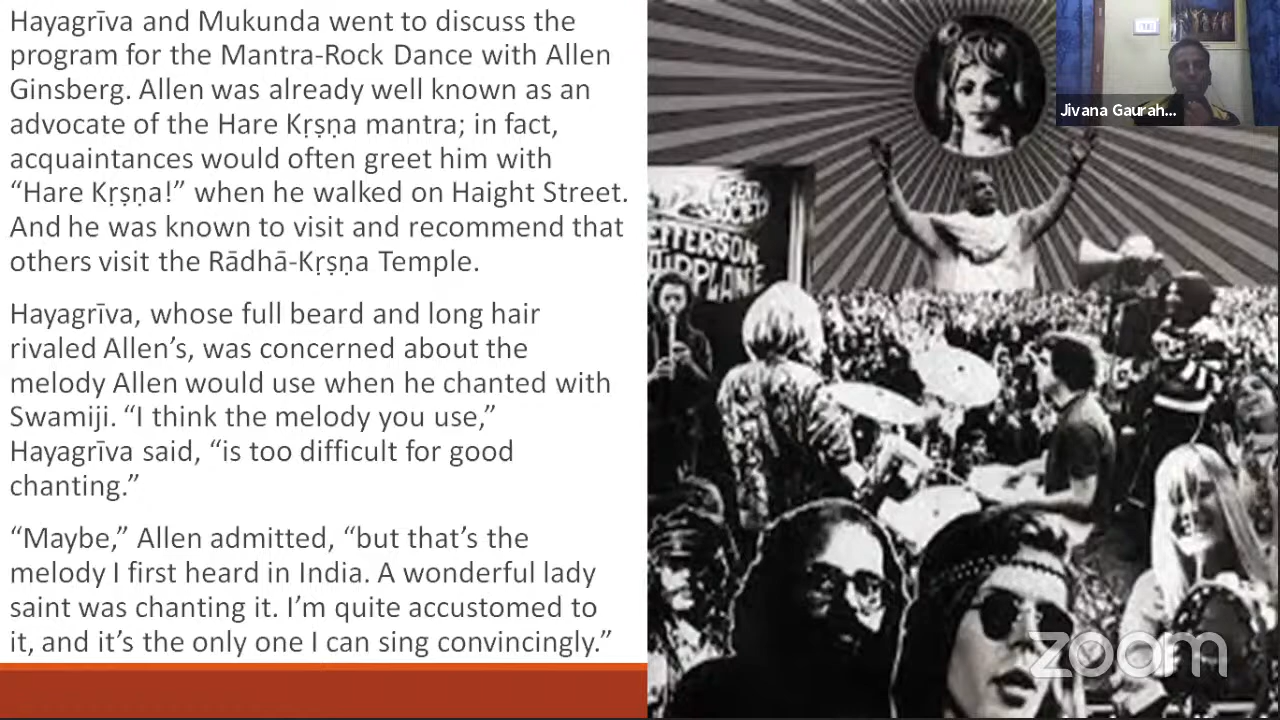 Hayagrīva and Mukunda went to discuss the
program for the Mantra-Rock Dance with Allen
Ginsberg. Allen was already well known as an
advocate of the Hare Kṛṣṇa mantra; in fact,
acquaintances would often greet him with
“Hare Kṛṣṇa!” when he walked on Haight Street.
And he was known to visit and recommend that
others visit the Rādhā-Kṛṣṇa Temple.
Hayagrīva, whose full beard and long hair
rivaled Allen’s, was concerned about the
melody Allen would use when he chanted with
Swamiji. “I think the melody you use,”
Hayagrīva said, “is too difficult for good
chanting.”
“Maybe,” Allen admitted, “but that’s the
melody I first heard in India. A wonderful lady
saint was chanting it. I’m quite accustomed to
it, and it’s the only one I can sing convincingly.”
Jivana Gaurah...
JEFFERSON
AIRPLANE
zoom